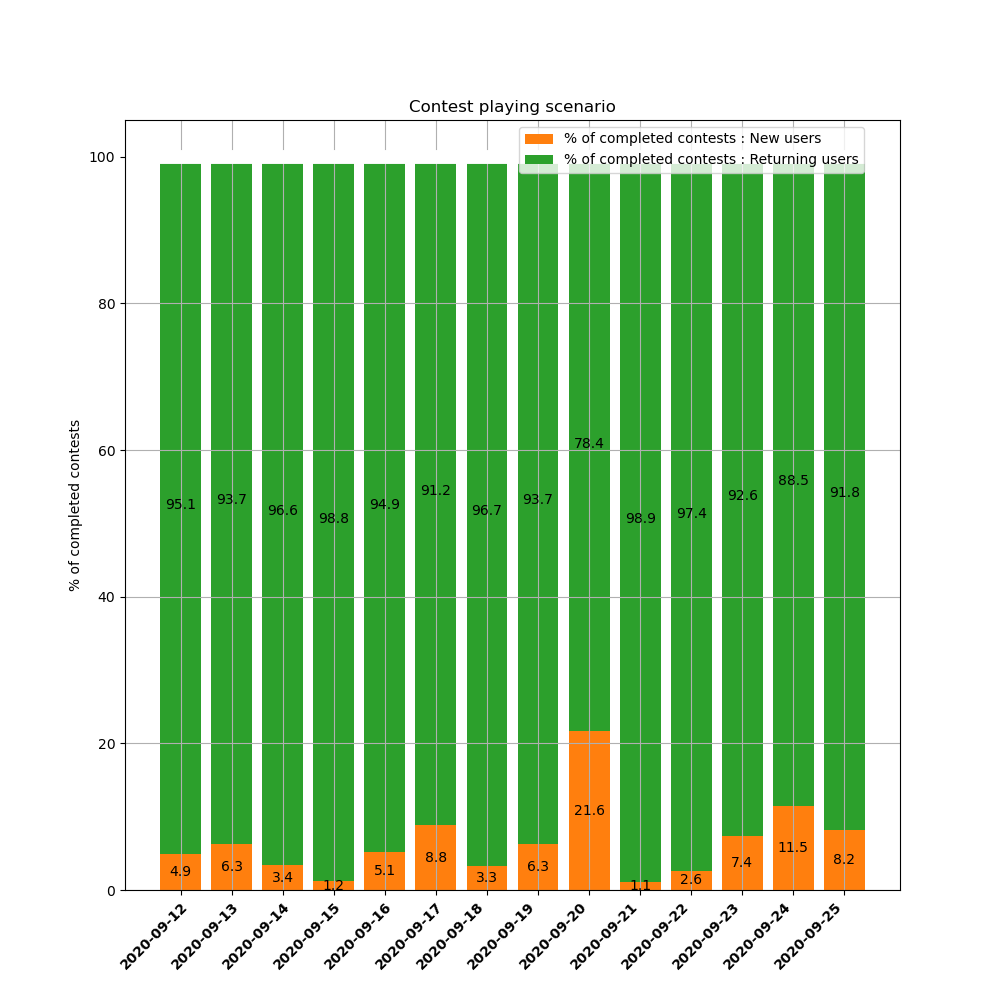 Contest playing scenario
% of completed contests : New users
% of completed contests : Returning users
% of completed contests
100
80
60
40
20
0
95.1 93.7 96.6 98.8 94.9 91.2 96.7 93.7 78.4 98.9 97.4 92.6 88.5 91.8
4.9 6.3 3.4 1.2 5.1 8.8 3.3 6.3 21.6 1.1 2.6 7.4 11.5 8.2
2020-09-12 2020-09-13 2020-09-14 2020-09-15 2020-09-16 2020-09-17 2020-09-18 2020-09-19 2020-09-20 2020-09-21 2020-09-22 2020-09-23 2020-09-24 2020-09-25